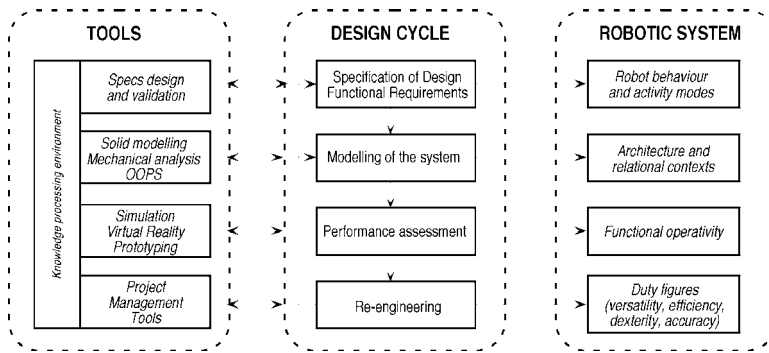 TOOLS
Knowledge processing environment
Specs design
and validation
Solid modelling
Mechanical analysis
OOPS
Simulation
Virtual Reality
Prototyping
Project
Management
Tools
DESIGN CYCLE
Specification of Design
Functional Requirements
Modelling of the system
Performance assessment
Re-engineering
ROBOTIC SYSTEM
Robot behaviour
and activity modes
Architecture and
relational contexts
Functional operativity
Duty figures
(versatility, efficiency,
dexterity, accuracy)